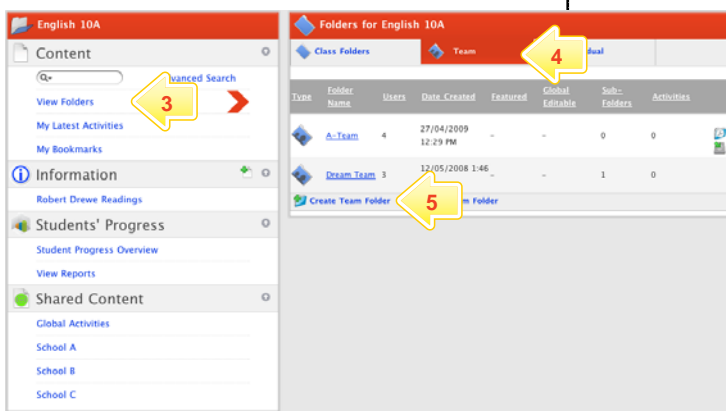 English 10A
Content
Advanced Search
View Folders
3
My Latest Activities
My Bookmarks
Information
Robert Drewe Readings
Students' Progress
Student Progress Overview
View Reports
Shared Content
Global Activities
School A
School B
School C
Folders for English 10A
Class Folders
Team
4
Type Folder Name Users Date Created Featured Global Editable Sub-Folders Activities
A-Team 4 27/04/2009 12:29 PM - - 0 0
Dream Team 3 12/05/2008 1:46 - - 1 0
Create Team Folder
5
Folder